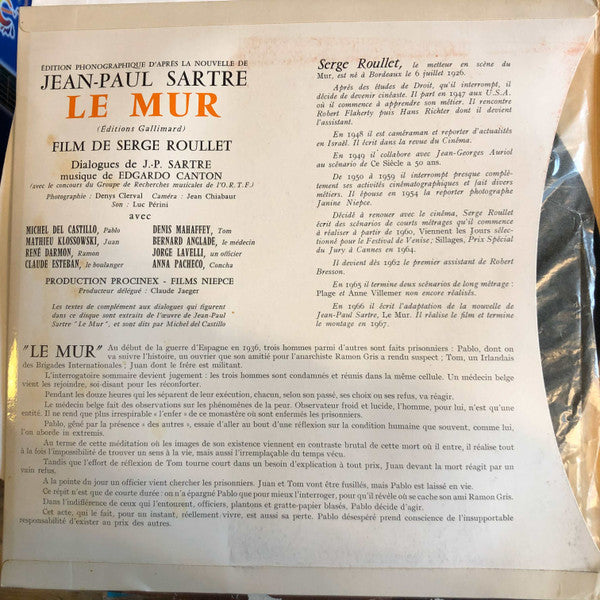 ÉDITION PHONOGRAPHIQUE D'APRÈS LA NOUVELLE DE
JEAN-PAUL SARTRE
LE MUR
(Editions Gallimard)
FILM DE SERGE ROULLET
Dialogues de J.-P. SARTRE
musique de EDGARDO CANTON
(avec le concours du Groupe de Recherches musicales de l'O.R.T.F.)
Photographie : Denys Clerval Caméra : Jean Chiabaur
Son : Luc Périni
avec
MICHEL DEL CASTILLO, Pablo
MATHIEU KLOSSOWSKI, Juan
RENÉ DARMON, Ramon
CLAUDE ESTEBAN, le boulanger
DENIS MAHAFFEY, Tom
BERNARD ANGLADE, le médecin
JORGE LAVELLI, un officier
ANNA PACHECO, Concha
PRODUCTION PROCINEX - FILMS NIEPCE
Producteur délégué : Claude Jaeger
Les textes de complément aux dialogues qui figurent
dans ce disque sont extraits de l'œuvre de Jean-Paul
Sartre "Le Mur", et sont dits par Michel del Castillo
Serge Roullet, le metteur en scène du
Mur, est né à Bordeaux le 6 juillet 1926.
Après des études de Droit, qu'il interrompt, il
décide de devenir cinéaste. Il part en 1947 aux U.S.A.
où il commence à apprendre son métier. Il rencontre
Robert Flaherty puis Hans Richter dont il devient
l'assistant.
En 1948 il est caméraman et reporter d'actualités
en Israël. Il écrit dans la revue du Cinéma.
En 1949 il collabore avec Jean-Georges Auriol
au scénario de Ce Siècle a 50 ans.
De 1950 à 1959 il interrompt presque complè-
tement ses activités cinématographiques et fait divers
métiers. Il épouse en 1954 la reporter photographe
Janine Niepce.
Décidé à renouer avec le cinéma, Serge Roullet
écrit des scénarios de courts métrages qu'il commence
à réaliser à partir de 1960, Viennent les Jours sélec-
tionné pour le Festival de Venise ; Sillages, Prix Spécial
du Jury à Cannes en 1964.
Il devient dès 1962 le premier assistant de Robert
Bresson.
En 1965 il termine deux scénarios de long métrage :
Plage et Anne Villemer non encore réalisés.
En 1966 il écrit l'adaptation de la nouvelle de
Jean-Paul Sartre, Le Mur. Il réalise le film et termine
le montage en 1967.
"LE MUR" Au début de la guerre d'Espagne en 1936, trois hommes parmi d'autres sont faits prisonniers : Pablo, dont on
va suivre l'histoire, un ouvrier que son amitié pour l'anarchiste Ramon Gris a rendu suspect ; Tom, un Irlandais
des Brigades Internationales ; Juan dont le frère est militant.
L'interrogatoire sommaire devient jugement : les trois hommes sont condamnés et réunis dans la même cellule. Un médecin belge
vient les rejoindre, soi-disant pour les réconforter.
Pendant les douze heures qui les séparent de leur exécution, chacun, selon son passé, ses choix ou ses refus, va réagir.
Le médecin belge fait des observations sur les phénomènes de la peur. Observateur froid et lucide, l'homme, pour lui, n'est qu'une
entité. Il ne rend que plus irrespirable « l'enfer » de ce monastère où sont enfermés les prisonniers.
Pablo, gêné par la présence « des autres », essaie d'aller au bout d'une réflexion sur la condition humaine que souvent, comme lui,
l'on aborde in extremis.
Au terme de cette méditation où les images de son existence viennent en contraste brutal de cette mort où il entre, il réalise tout
à la fois l'impossibilité de trouver un sens à la vie, mais aussi l'irremplaçable du temps vécu.
Tandis que l'effort de réflexion de Tom tourne court dans un besoin d'explication à tout prix, Juan devant la mort réagit par un
vain refus.
A la pointe du jour un officier vient chercher les prisonniers. Juan et Tom vont être fusillés, mais Pablo est laissé en vie.
Ce répit n'est que de courte durée : on n'a épargné Pablo que pour mieux l'interroger, pour qu'il révèle où se cache son ami Ramon Gris.
Dans l'indifférence de ceux qui l'entourent, officiers, plantons et gratte-papier blasés, Pablo décide d'agir.
Cet acte, qui le fait, pour un instant, réellement vivre, est aussi sa perte. Pablo désespéré prend conscience de l'insupportable
responsabilité d'exister au prix des autres.